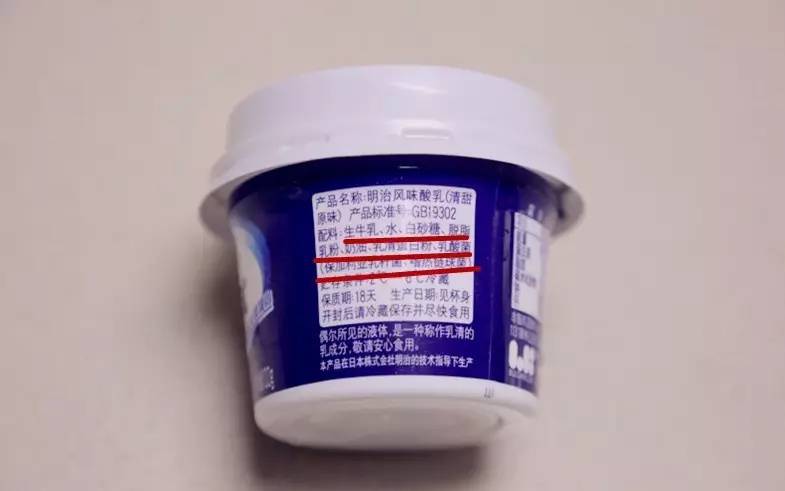 产品名称:明治风味酸乳(清甜
原味) 产品标准号:GB19302
配料:生牛乳、水、白砂糖、脱脂
乳粉、奶油、乳清蛋白粉、乳酸菌
(保加利亚乳杆菌、嗜热链球菌)
贮存条件:2℃ 6℃冷藏
保质期:18天 生产日期:见杯身
开封后请冷藏保存并尽快食用
偶尔所见的液体,是一种称作乳清的
乳成分,敬请安心食用。
本产品在日本株式会社明治的技术指导下生产